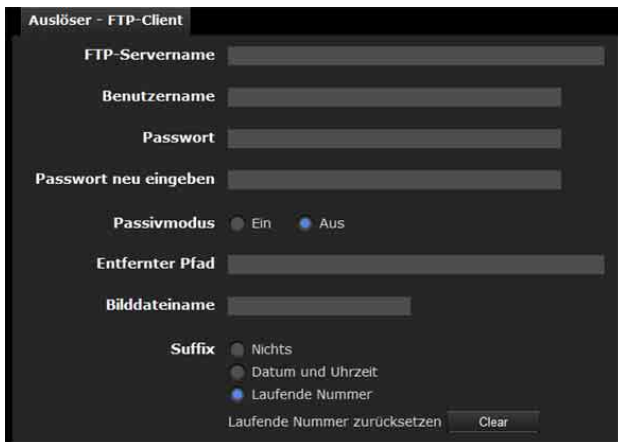 Auslöser - FTP-Client
FTP-Servername
Benutzername
Passwort
Passwort neu eingeben
Passivmodus Ein Aus
Entfernter Pfad
Bilddateiname
Suffix Nichts
Datum und Uhrzeit
Laufende Nummer
Laufende Nummer zurücksetzen Clear